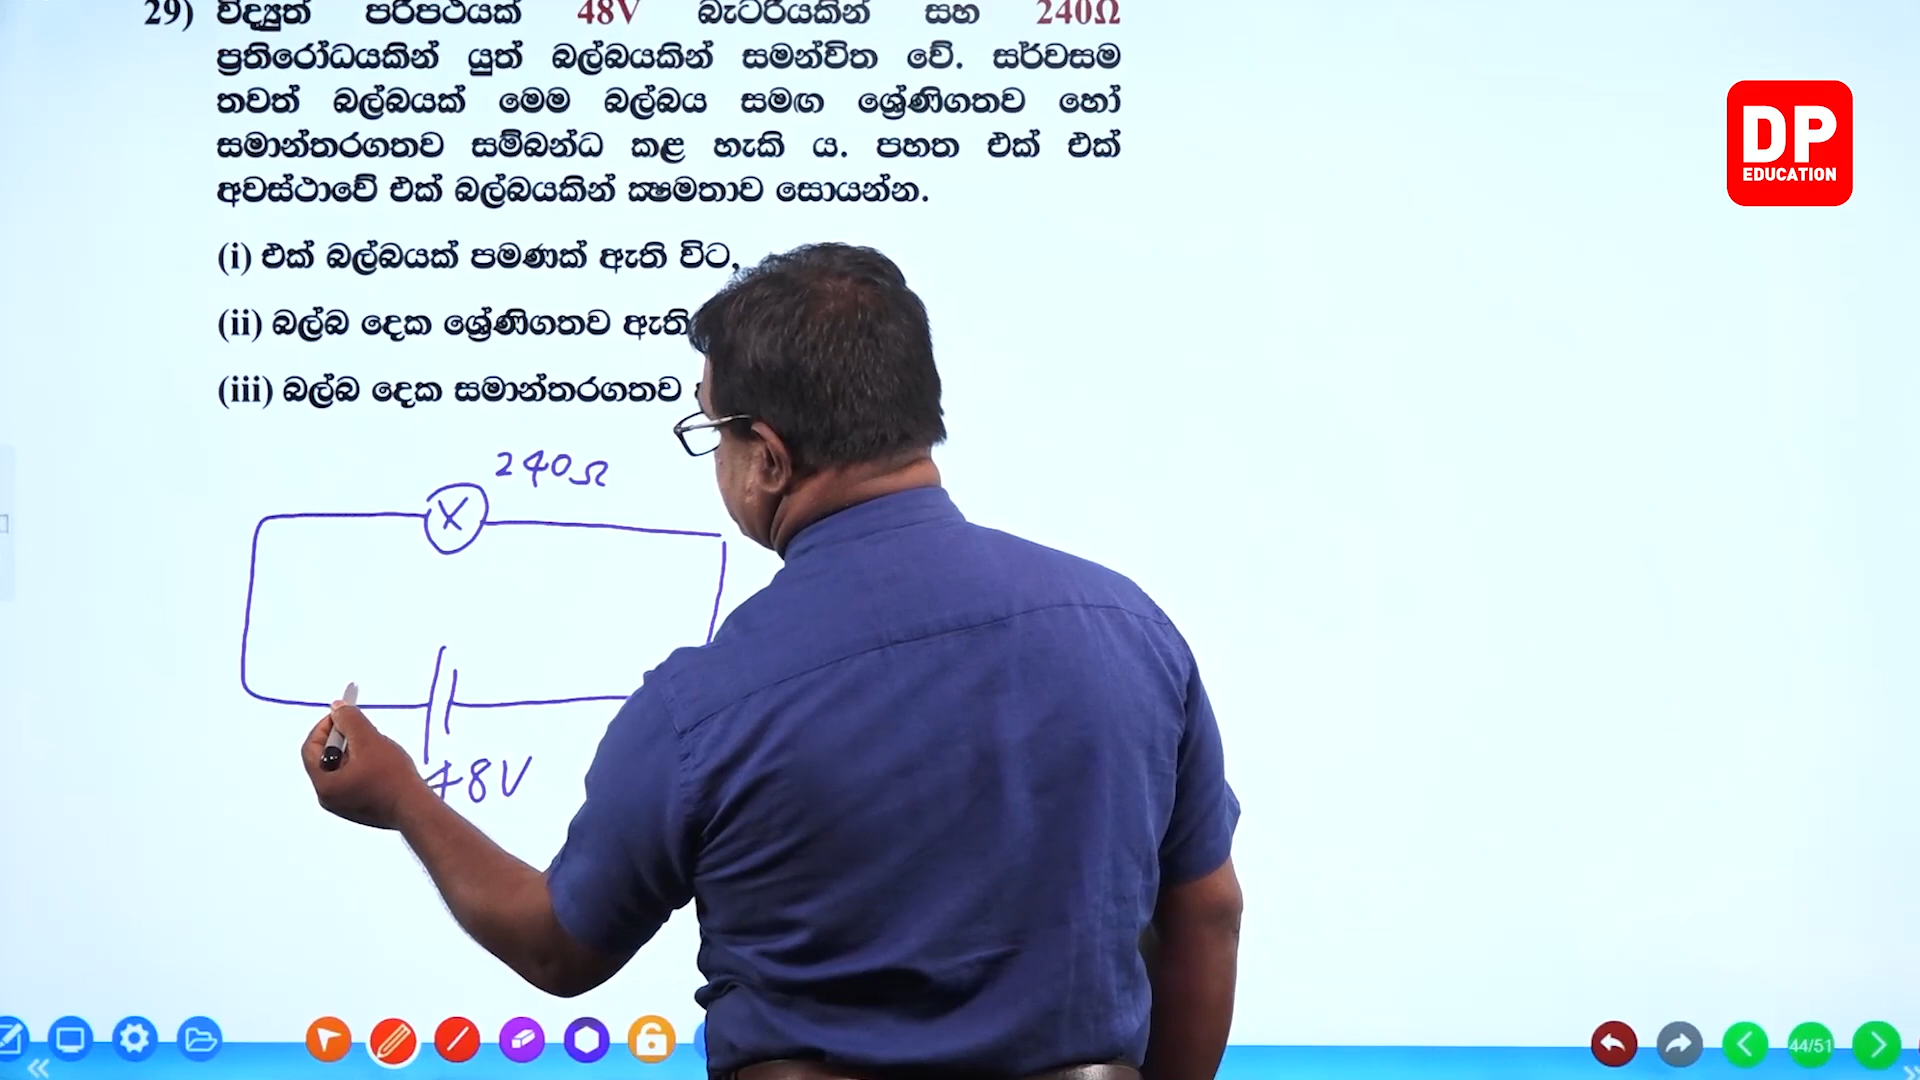 29) විද්‍යුත් පරිපථයක් 48V බැටරියකින් සහ 240Ω
ප්‍රතිරෝධයකින් යුත් බල්බයකින් සමන්විත වේ. සර්වසම
තවත් බල්බයක් මෙම බල්බය සමඟ ශ්‍රේණිගතව හෝ
සමාන්තරගතව සම්බන්ධ කළ හැකි ය. පහත එක් එක්
අවස්ථාවේ එක් බල්බයකින් ක්‍ෂමතාව සොයන්න.
DP
EDUCATION
(i) එක් බල්බයක් පමණක් ඇති විට,
(ii) බල්බ දෙක ශ්‍රේණිගතව ඇති
(iii) බල්බ දෙක සමාන්තරගතව
240Ω
X
48V
44/51